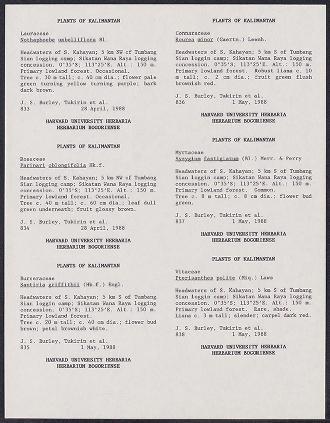 PLANTS OF KALIMANTAN
Lauraceae
Nothaphoebe umbelliflora Bl.
Headwaters of S. Kahayan; 5 km NW of Tumbang
Sian logging camp; Sikatan Wana Raya logging
concession. 0°35'S; 113°25'E. Alt.: 150 m.
Primary lowland forest. Occasional.
Tree c. 30 m tall; c. 40 cm dia.; flower pale
green turning yellow turning purple; bark
dark brown.
J. S. Burley, Tukirin et al.
833 28 April, 1988
HARVARD UNIVERSITY HERBARIA
HERBARIUM BOGORIENSE
PLANTS OF KALIMANTAN
Rosaceae
Parinari oblongifolia Hk.f.
Headwaters of S. Kahayan; 5 km S of Tumbang
Sian logging camp; Sikatan Wana Raya logging
concession. 0°35'S; 113°25'E. Alt.: 150 m.
Primary lowland forest. Occasional.
Tree c. 40 m tall; c. 60 cm dia.; leaf dull
green underneath; fruit glossy brown.
J. S. Burley, Tukirin et al.
834 28 April, 1988
HARVARD UNIVERSITY HERBARIA
HERBARIUM BOGORIENSE
PLANTS OF KALIMANTAN
Burseraceae
Santiria griffithii (Hk.f.) Engl.
Headwaters of S. Kahayan; 5 km S of Tumbang
Sian logging camp; Sikatan Wana Raya logging
concession. 0°35'S; 113°25'E. Alt.: 150 m.
Primary lowland forest.
Tree c. 20 m tall; c. 40 cm dia.; flower bud
brown; petal brownish white.
J. S. Burley, Tukirin et al.
835 1 May, 1988
HARVARD UNIVERSITY HERBARIA
HERBARIUM BOGORIENSE
PLANTS OF KALIMANTAN
Connaraceae
Rourea minor (Gaertn.) Leenh.
Headwaters of S. Kahayan; 5 km S of Tumbang
Sian loggin camp; Sikatan Wana Raya logging
concession. 0°35'S; 113°25'E. Alt.: 150 m.
Primary lowland forest. Robust liana c. 10
m tall; c. 2 cm dia.; fruit green flush
brownish red.
J. S. Burley, Tukirin et al.
836 1 May, 1988
HARVARD UNIVERSITY HERBARIA
HERBARIUM BOGORIENSE
PLANTS OF KALIMANTAN
Myrtaceae
Syzygium fastigiatum (Bl.) Merr. & Perry
Headwaters of S. Kahayan; 5 km S of Tumbang
Sian logging camp; Sikatan Wana Raya logging
concession. 0°35'S; 113°25'E. Alt.: 150 m.
Primary lowland forest. Common.
Tree c. 8 m tall; c. 8 cm dia.; flower bud
green.
J. S. Burley, Tukirin et al.
837 1 May, 1988
HARVARD UNIVERSITY HERBARIA
HERBARIUM BOGORIENSE
PLANTS OF KALIMANTAN
Vitaceae
Pterisanthes polita (Miq.) Laws
Headwaters of S. Kahayan; 5 km S of Tumbang
Sian logging camp; Sikatan Wana Raya logging
concession. 0°35'S; 113°25'E. Alt.: 150 m.
Primary lowland forest. Rare, shade.
Liana c. 3 m tall; slender; carpel dark red.
J. S. Burley, Tukirin et al.
838 1 May, 1988
HARVARD UNIVERSITY HERBARIA
HERBARIUM BOGORIENSE